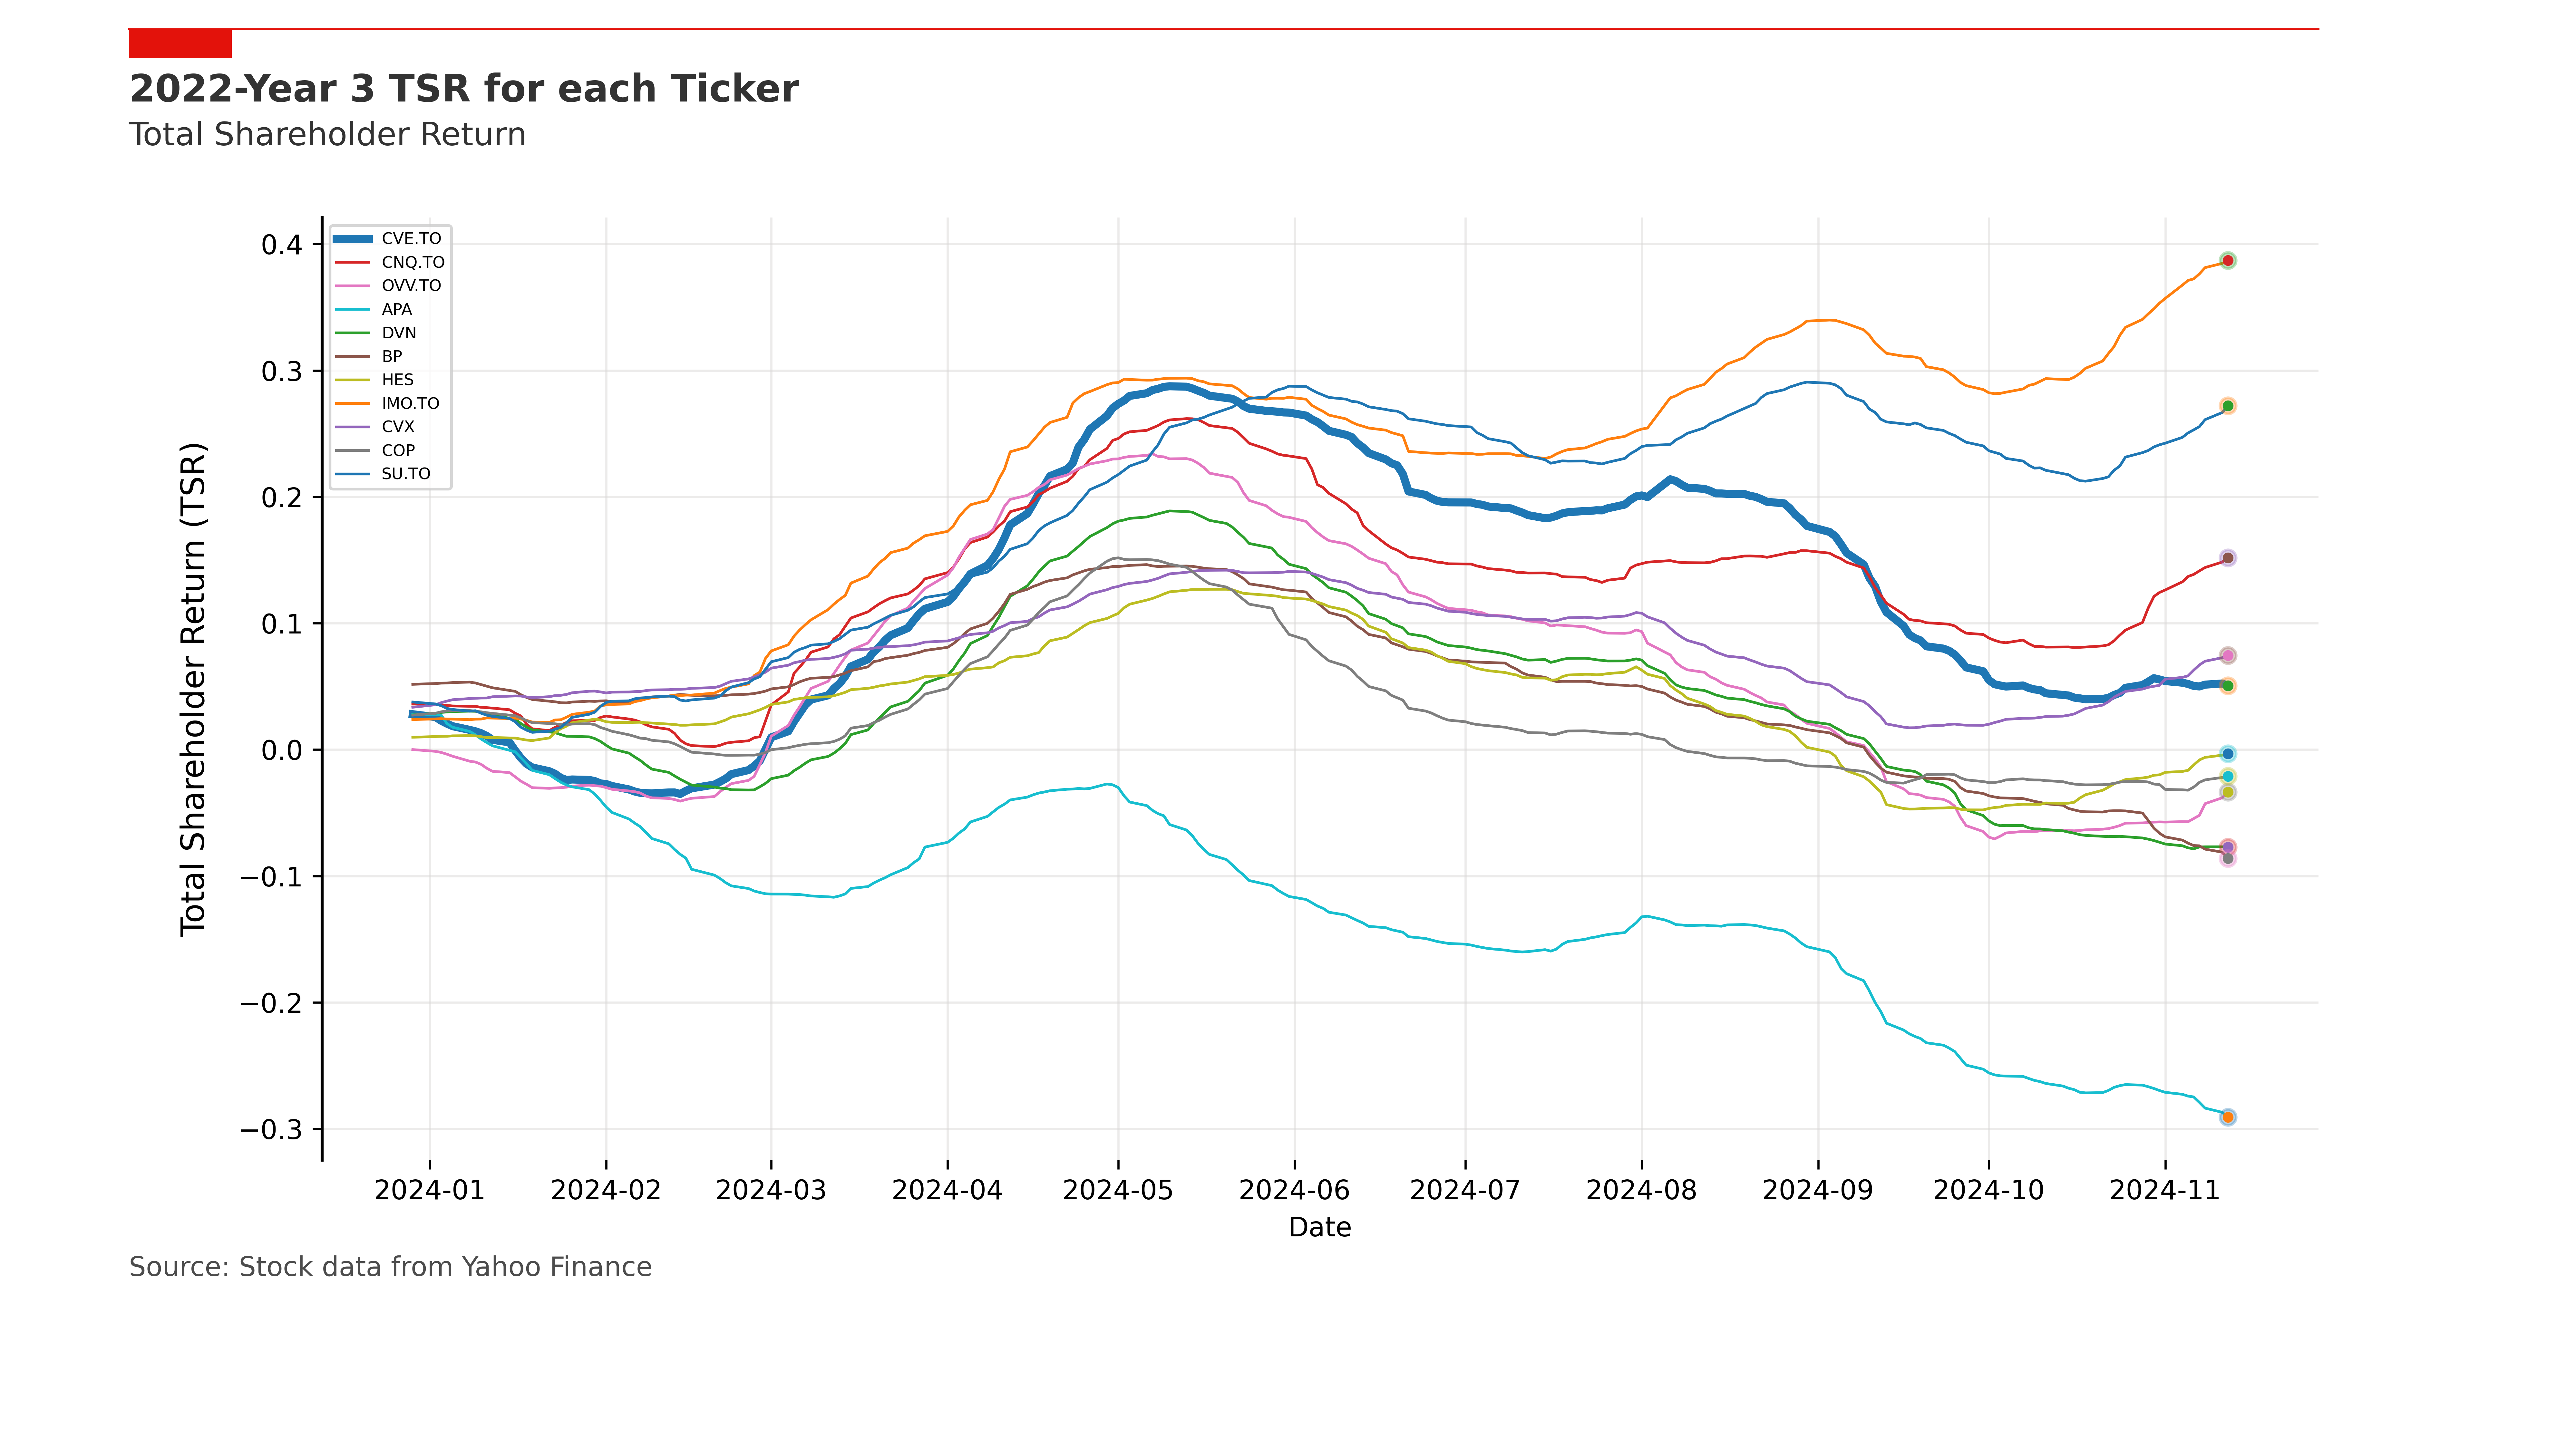 2022-Year 3 TSR for each Ticker
Total Shareholder Return
Total Shareholder Return (TSR)
0.4
0.3
0.2
0.1
0.0
−0.1
−0.2
−0.3
CVE.TO
CNQ.TO
OVV.TO
APA
DVN
BP
HES
IMO.TO
CVX
COP
SU.TO
2024-01 2024-02 2024-03 2024-04 2024-05 2024-06 2024-07 2024-08 2024-09 2024-10 2024-11
Date
Source: Stock data from Yahoo Finance